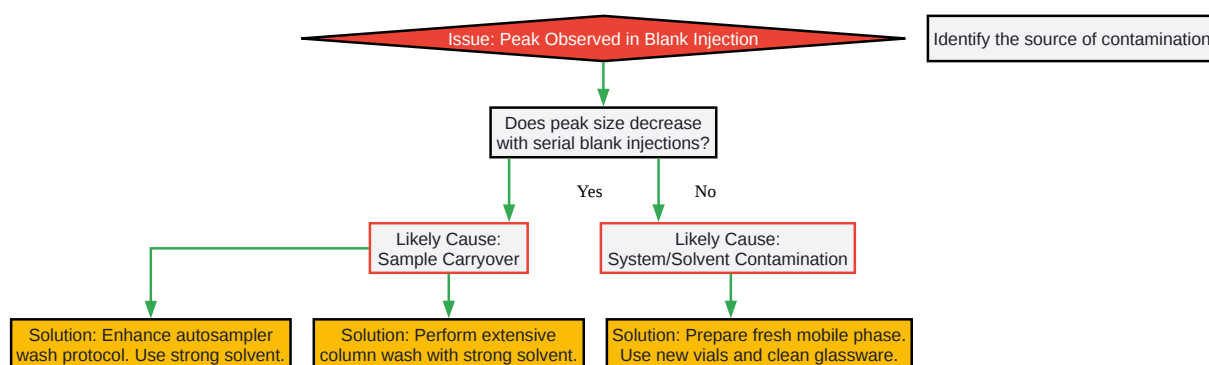 Issue: Peak Observed in Blank Injection
Identify the source of contamination
Does peak size decrease
with serial blank injections?
Yes
No
Likely Cause:
Sample Carryover
Likely Cause:
System/Solvent Contamination
Solution: Enhance autosampler
wash protocol. Use strong solvent.
Solution: Perform extensive
column wash with strong solvent.
Solution: Prepare fresh mobile phase.
Use new vials and clean glassware.